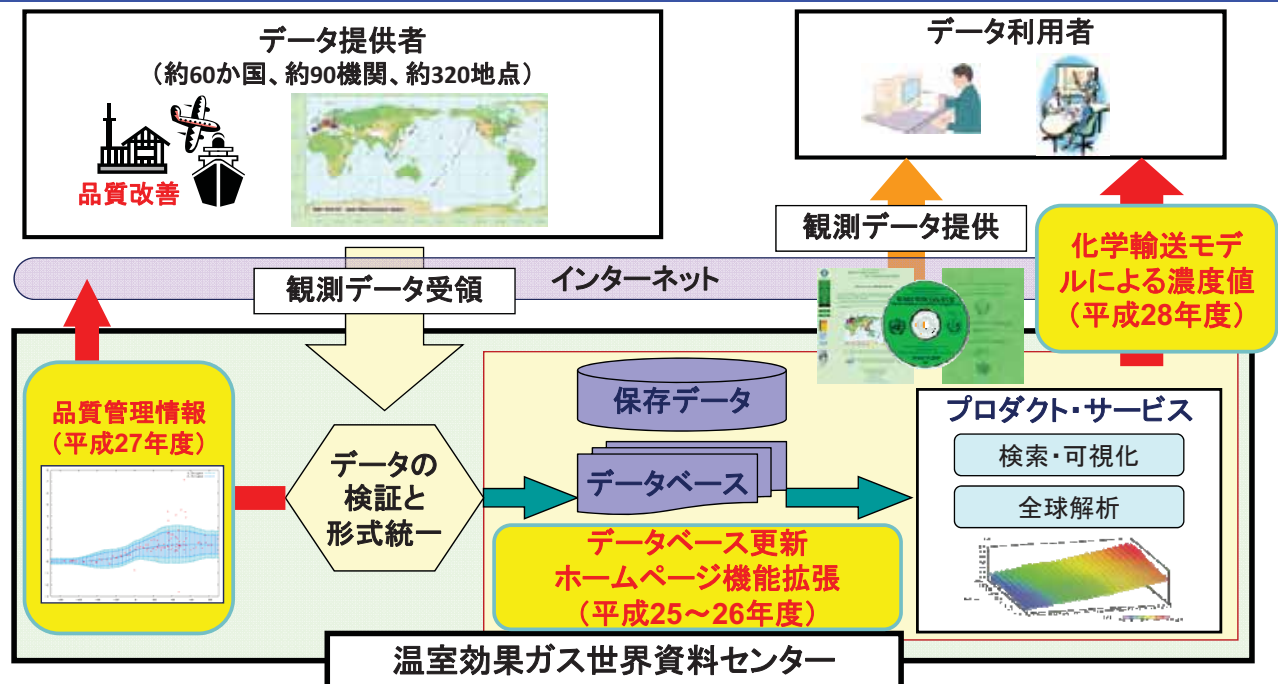 データ提供者
（約60か国、約90機関、約320地点）
品質改善
データ利用者
観測データ提供
化学輸送モデ
ルによる濃度値
（平成28年度）
インターネット
観測データ受領
品質管理情報
（平成27年度）
データの
検証と
形式統一
保存データ
データベース
データベース更新
ホームページ機能拡張
（平成25～26年度）
プロダクト・サービス
検索・可視化
全球解析
温室効果ガス世界資料センター